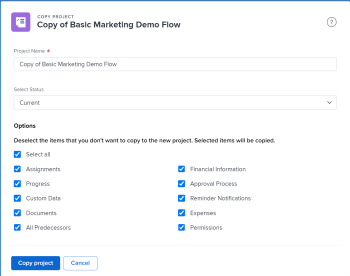 COPY PROJECT
Copy of Basic Marketing Demo Flow
?
Project Name *
Copy of Basic Marketing Demo Flow
Select Status
Current
Options
Deselect the items that you don't want to copy to the new project. Selected items will be copied.
Select all
Assignments
Financial Information
Progress
Approval Process
Custom Data
Reminder Notifications
Documents
Expenses
All Predecessors
Permissions
Copy project
Cancel